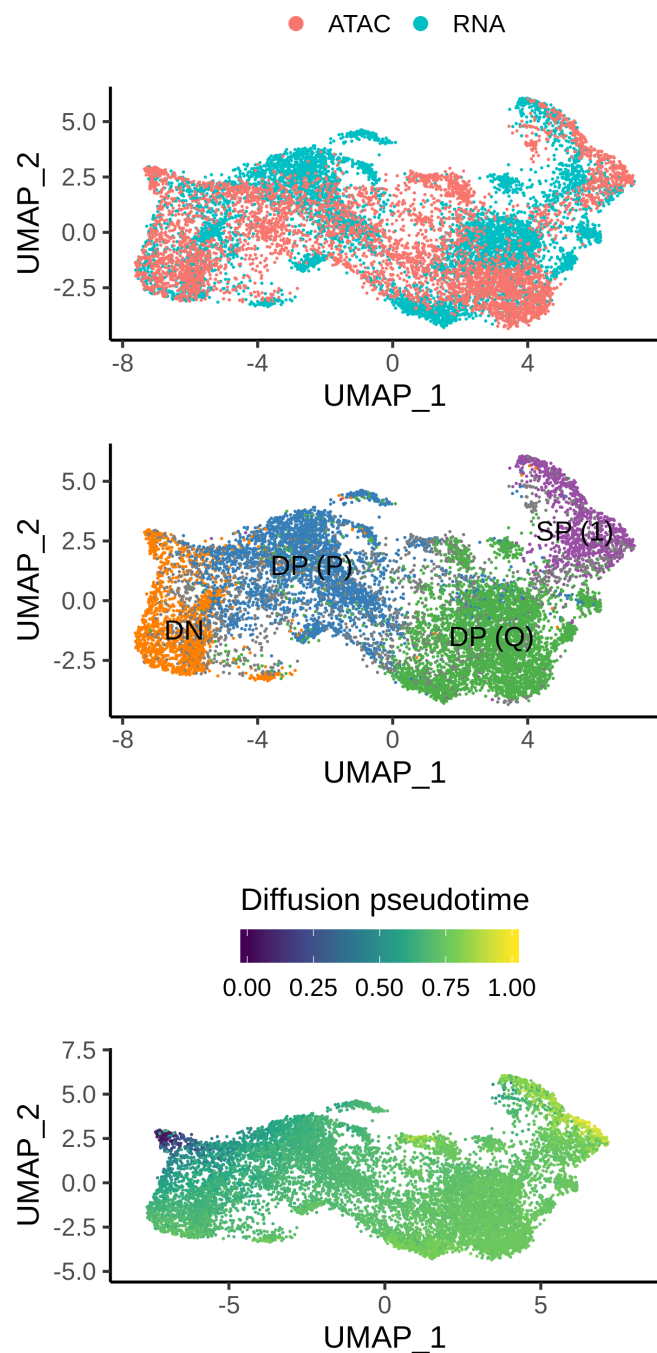 ATAC RNA
5.0
2.5
0.0
-2.5
UMAP_2
-8 -4 0 4
UMAP_1
5.0
2.5
0.0
-2.5
UMAP_2
SP (1)
DP (P)
DN
DP (Q)
-8 -4 0 4
UMAP_1
Diffusion pseudotime
0.00 0.25 0.50 0.75 1.00
7.5
5.0
2.5
0.0
-2.5
-5.0
UMAP_2
-5 0 5
UMAP_1